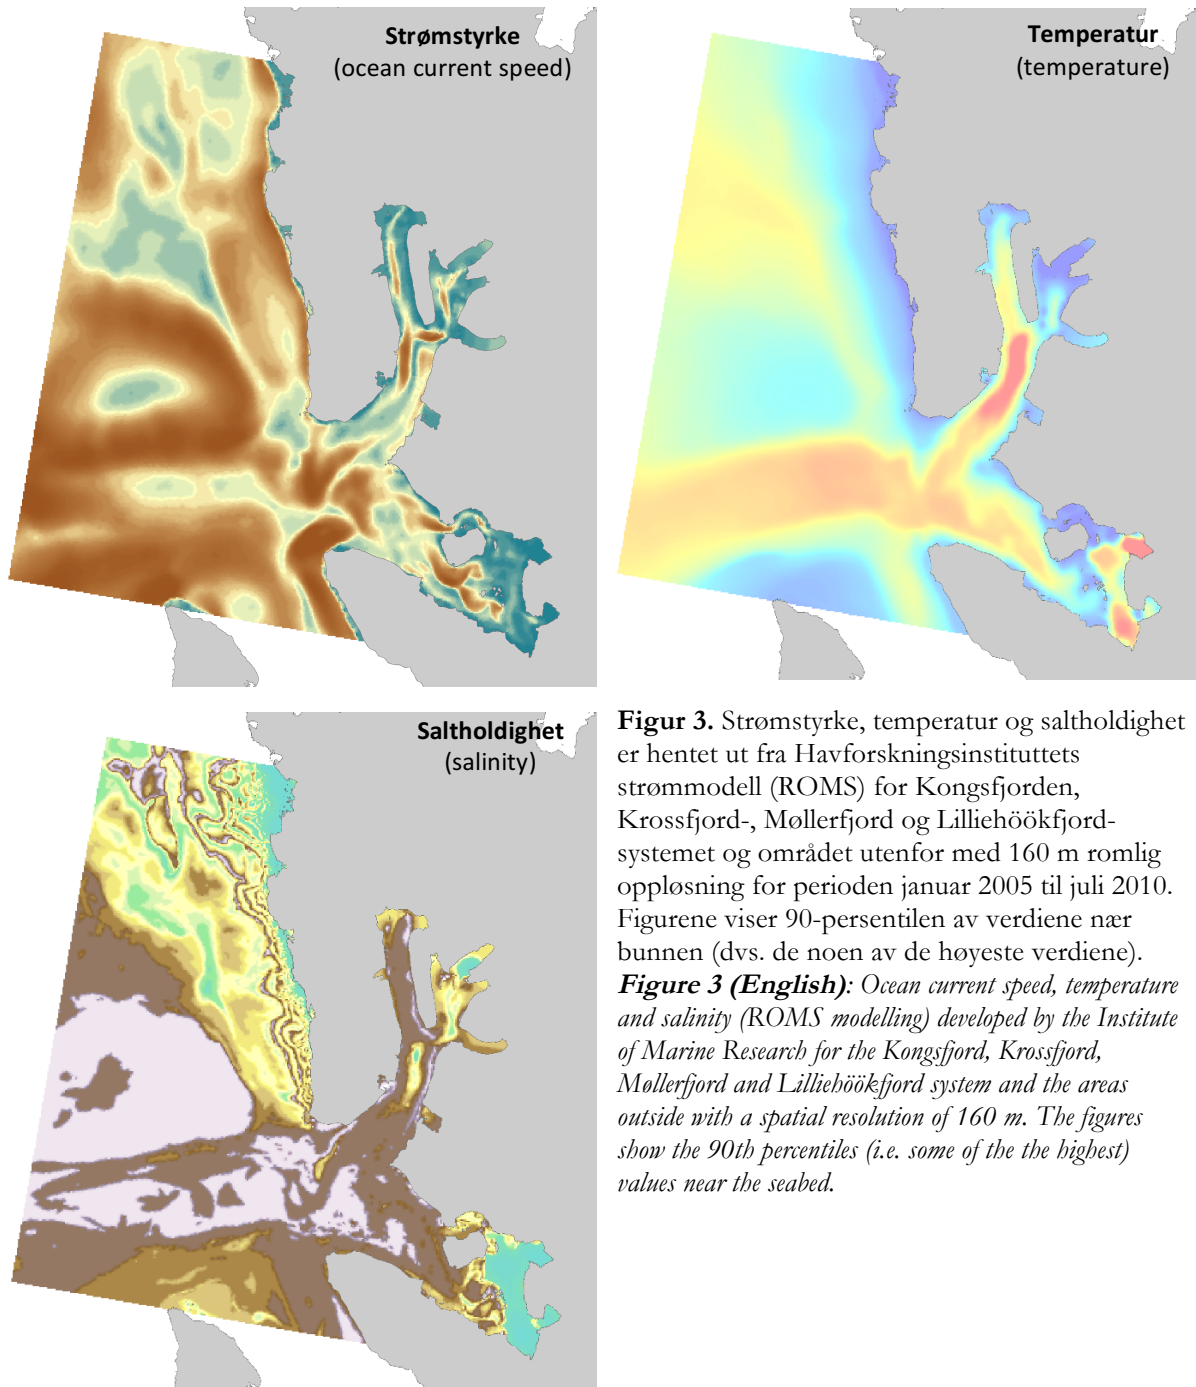 Strømstyrke
(ocean current speed)
Temperatur
(temperature)
Saltholdighet
(salinity)
Figur 3. Strømstyrke, temperatur og saltholdighet
er hentet ut fra Havforskningsinstituttets
strømmodell (ROMS) for Kongsfjorden,
Krossfjord-, Møllerfjord og Lilliehöökfjord-
systemet og området utenfor med 160 m romlig
oppløsning for perioden januar 2005 til juli 2010.
Figurene viser 90-persentilen av verdiene nær
bunnen (dvs. de noen av de høyeste verdiene).
Figure 3 (English): Ocean current speed, temperature
and salinity (ROMS modelling) developed by the Institute
of Marine Research for the Kongsfjord, Krossfjord,
Møllerfjord and Lilliehöökfjord system and the areas
outside with a spatial resolution of 160 m. The figures
show the 90th percentiles (i.e. some of the the highest)
values near the seabed.